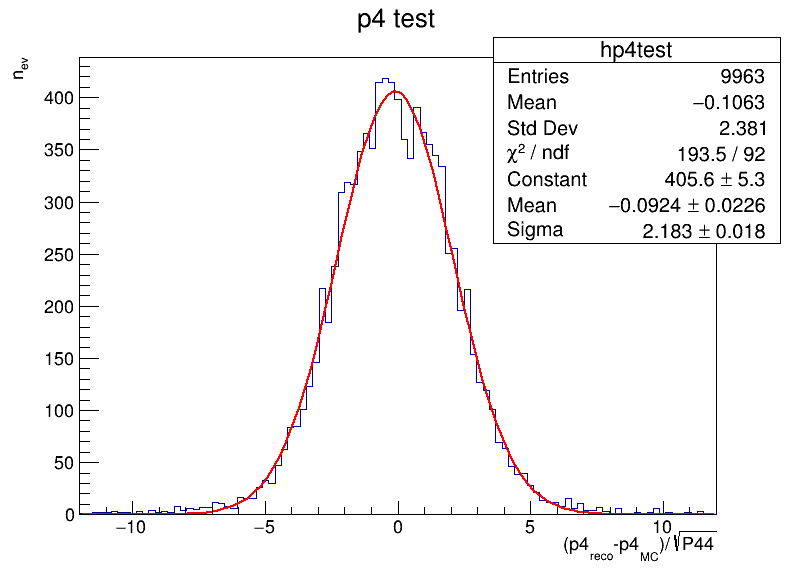 p4 test
n_ev
hp4test
Entries 9963
Mean −0.1063
Std Dev 2.381
χ² / ndf 193.5 / 92
Constant 405.6 ± 5.3
Mean −0.0924 ± 0.0226
Sigma 2.183 ± 0.018
400
350
300
250
200
150
100
50
0
−10 −5 0 5 10
(p4_reco-p4_MC)/√P44